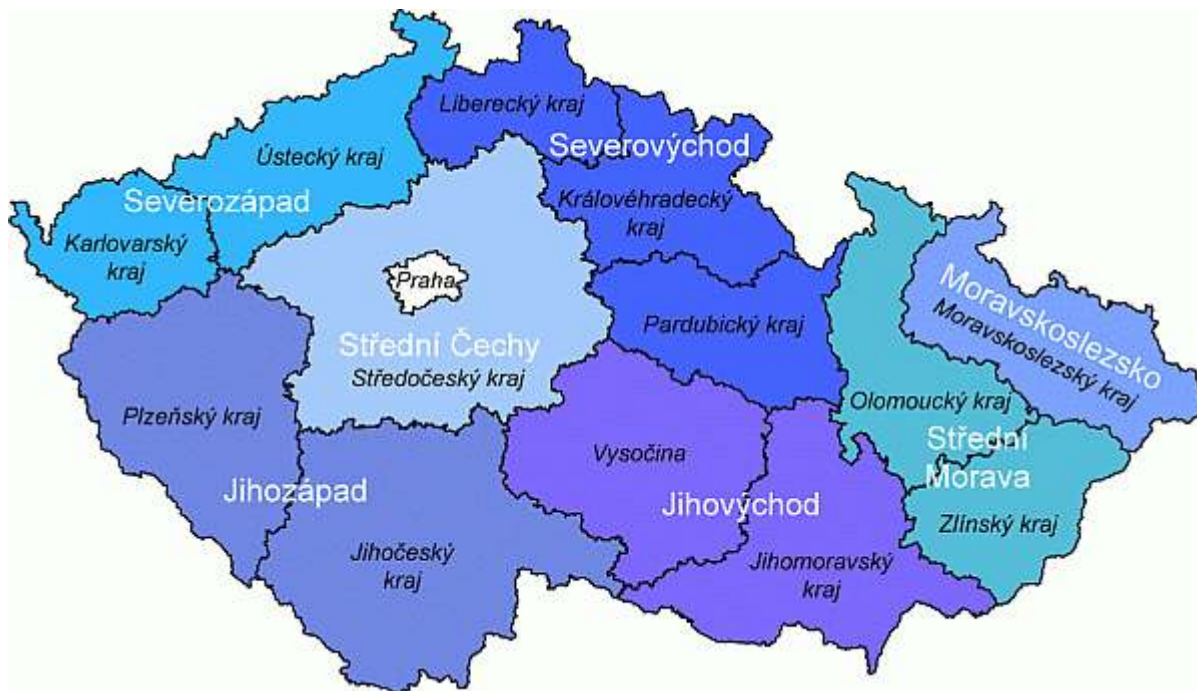 Liberecký kraj
Severovýchod
Ústecký kraj
Severozápad
Královéhradecký
kraj
Karlovarský
kraj
Praha
Moravskoslezsko
Moravskoslezský kraj
Pardubický kraj
Střední Čechy
Středočeský kraj
Plzeňský kraj
Olomoucký kraj
Střední
Morava
Vysočina
Jihozápad
Jihovýchod
Zlínský kraj
Jihočeský
kraj
Jihomoravský
kraj